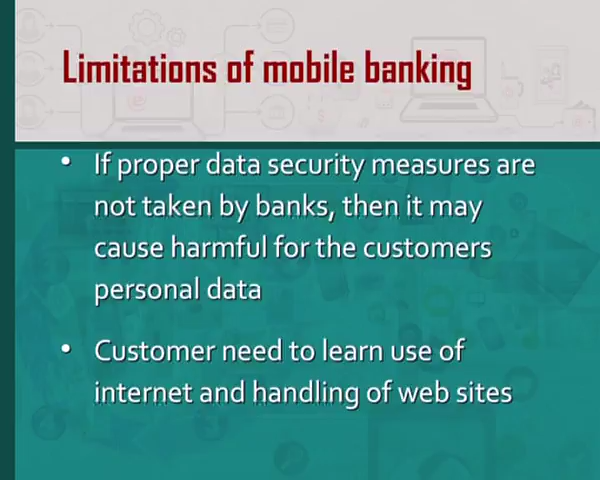 Limitations of mobile banking
• If proper data security measures are
not taken by banks, then it may
cause harmful for the customers
personal data
• Customer need to learn use of
internet and handling of web sites